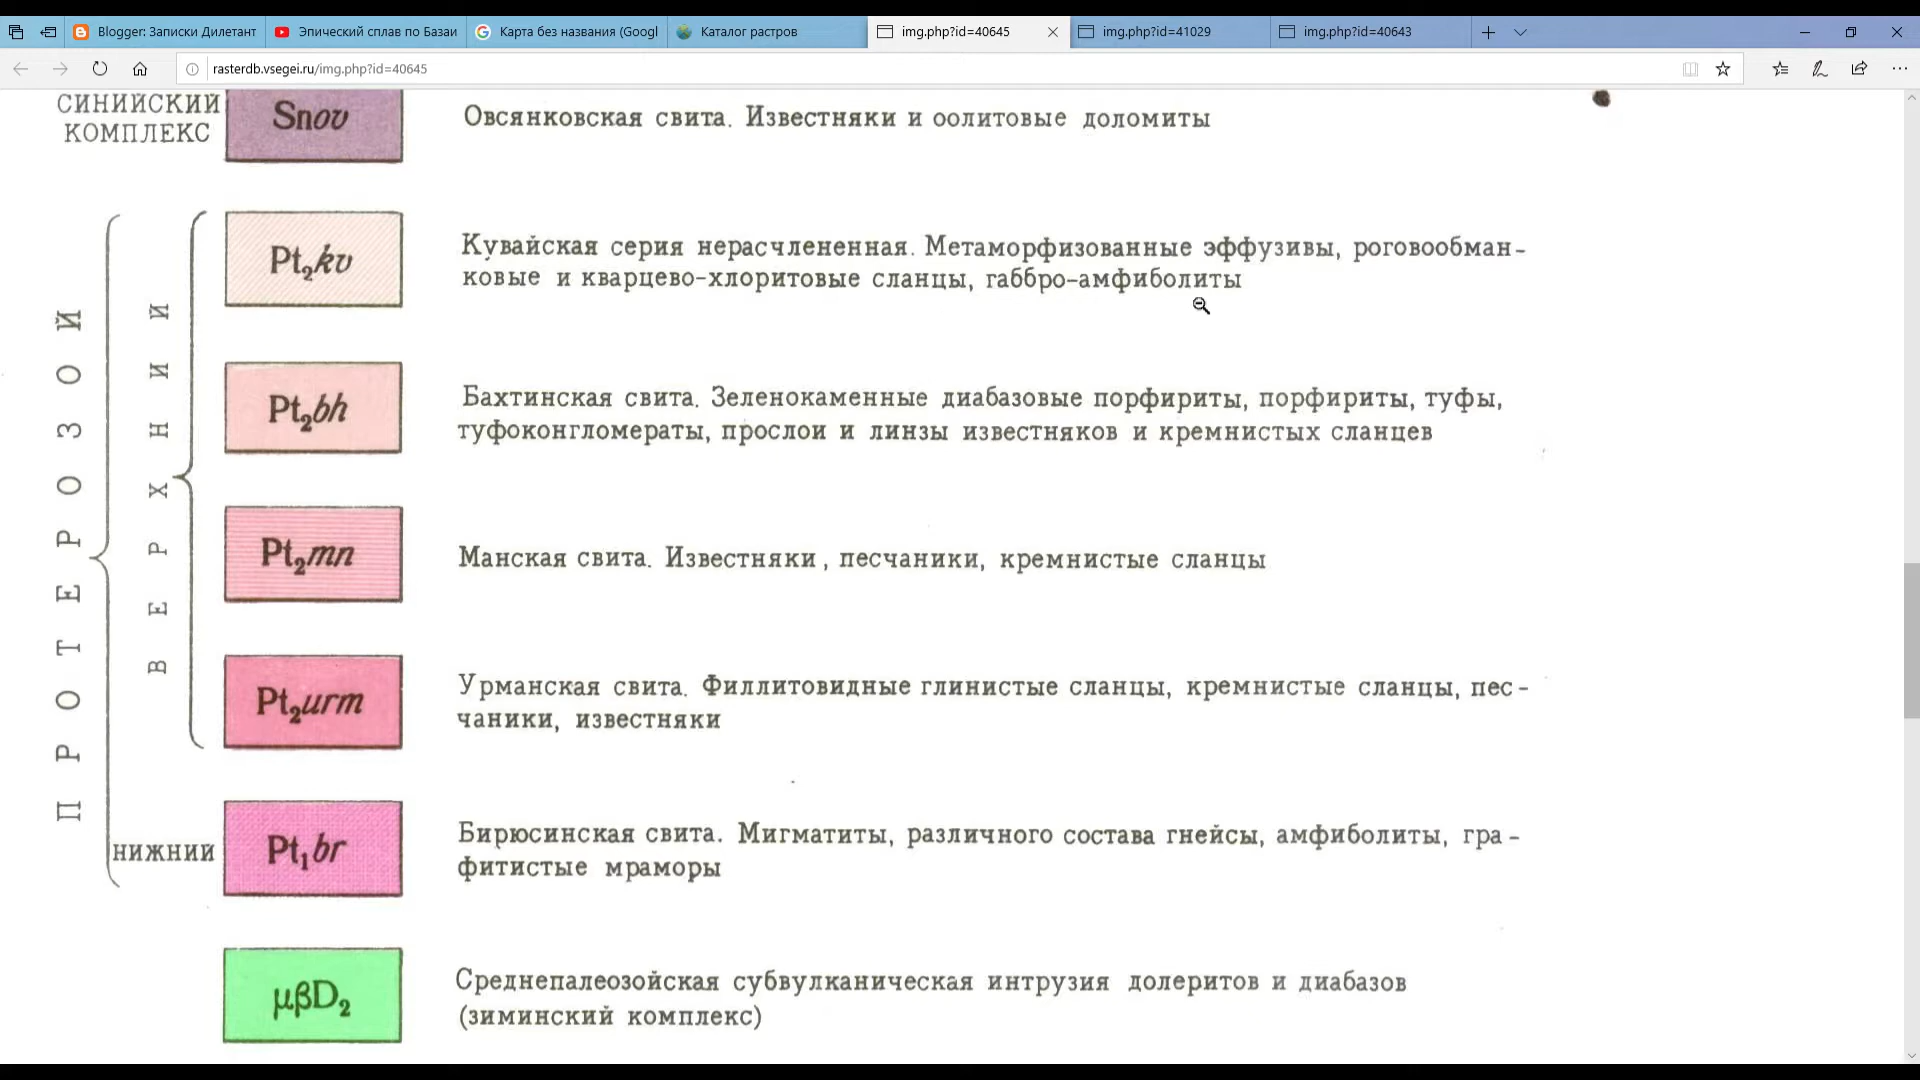 Blogger: Записки Дилетант
Эпический сплав по Базаи
Карта без названия (Googl
Каталог растров
img.php?id=40645
img.php?id=41029
img.php?id=40643
rasterdb.vsegei.ru/img.php?id=40645
СИНИЙСКИЙ
КОМПЛЕКС
Snov
Овсянковская свита. Известняки и оолитовые доломиты
ПРОТЕРОЗОЙ
ВЕРХНИЙ
Pt₂kv
Кувайская серия нерасчлененная. Метаморфизованные эффузивы, роговообман-
ковые и кварцево-хлоритовые сланцы, габбро-амфиболиты
Pt₂bh
Бахтинская свита. Зеленокаменные диабазовые порфириты, порфириты, туфы,
туфоконгломераты, прослои и линзы известняков и кремнистых сланцев
Pt₂mn
Манская свита. Известняки, песчаники, кремнистые сланцы
Pt₂urm
Урманская свита. Филлитовидные глинистые сланцы, кремнистые сланцы, пес-
чаники, известняки
НИЖНИЙ
Pt₁br
Бирюсинская свита. Мигматиты, различного состава гнейсы, амфиболиты, гра-
фитистые мраморы
μβD₂
Среднепалеозойская субвулканическая интрузия долеритов и диабазов
(зиминский комплекс)